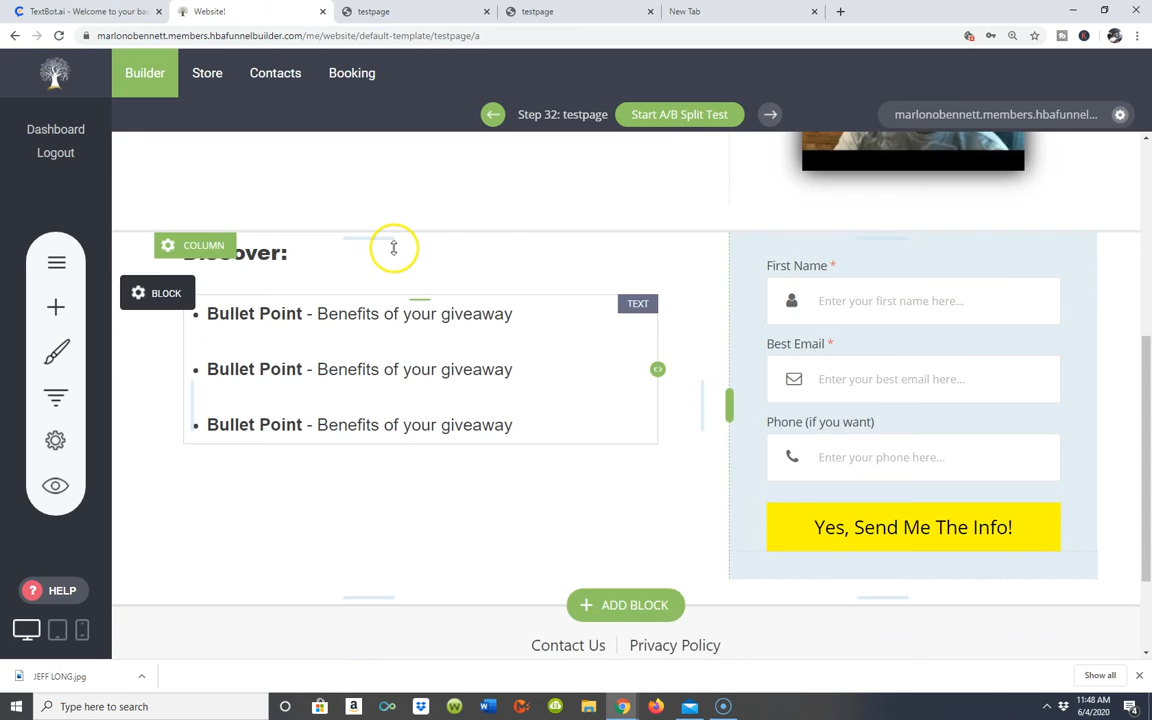 TextBot.ai - Welcome to your bac
Website!
testpage
testpage
New Tab
marlonobennett.members.hbafunnelbuilder.com/me/website/default-template/testpage/a
Builder
Store
Contacts
Booking
Dashboard
Logout
Step 32: testpage
Start A/B Split Test
marlonobennett.members.hbafunnel...
COLUMN
Discover:
BLOCK
TEXT
• Bullet Point - Benefits of your giveaway
• Bullet Point - Benefits of your giveaway
• Bullet Point - Benefits of your giveaway
First Name *
Enter your first name here...
Best Email *
Enter your best email here...
Phone (if you want)
Enter your phone here...
Yes, Send Me The Info!
? HELP
+ ADD BLOCK
Contact Us
Privacy Policy
JEFF LONG.jpg
Show all
Type here to search
11:48 AM
6/4/2020
4